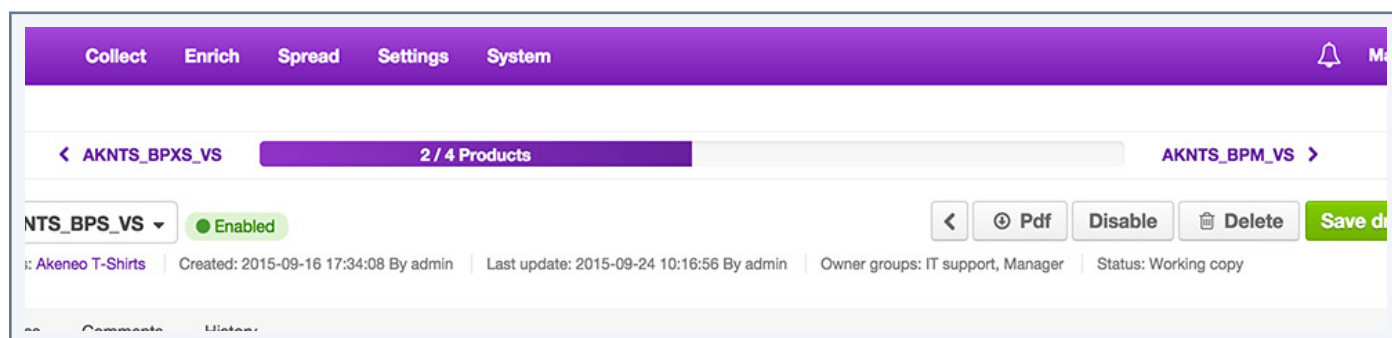 Collect Enrich Spread Settings System
AKNTS_BPXS_VS 2 / 4 Products AKNTS_BPM_VS
NTS_BPS_VS Enabled Pdf Disable Delete Save
: Akeneo T-Shirts Created: 2015-09-16 17:34:08 By admin Last update: 2015-09-24 10:16:56 By admin Owner groups: IT support, Manager Status: Working copy
Comments History